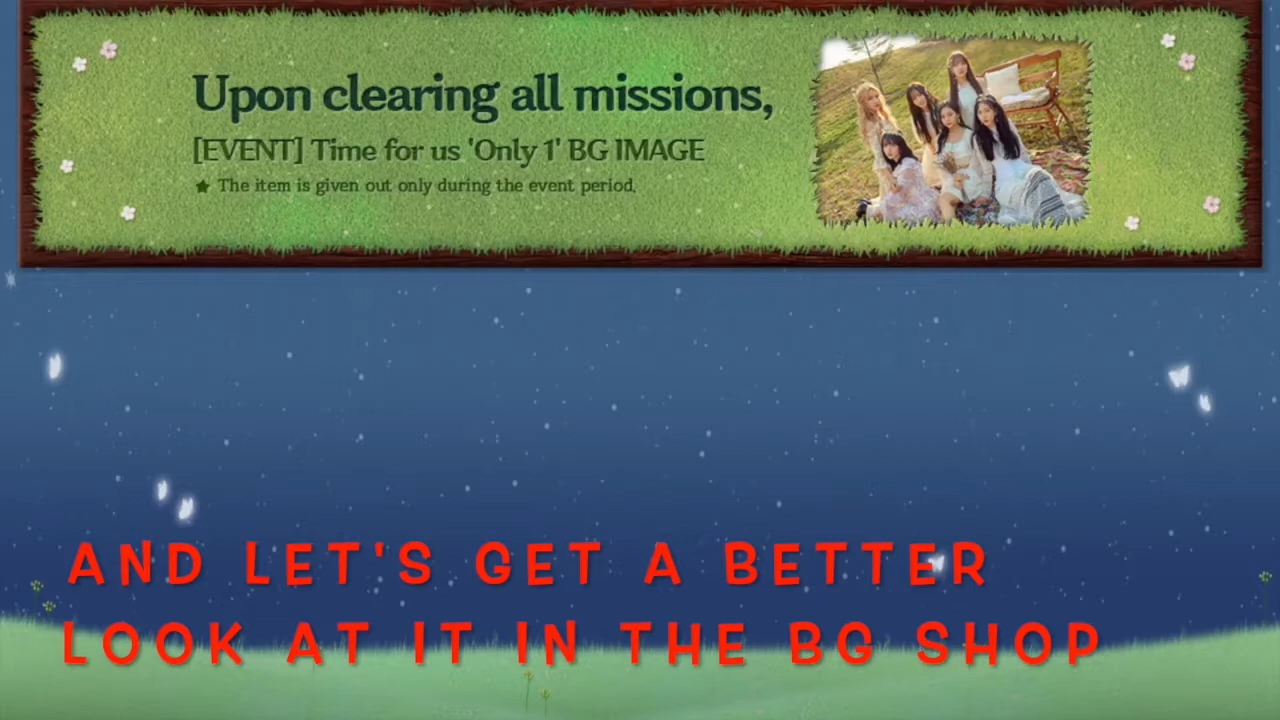 Upon clearing all missions,
[EVENT] Time for us 'Only 1' BG IMAGE
★ The item is given out only during the event period.
AND LET'S GET A BETTER
LOOK AT IT IN THE BG SHOP